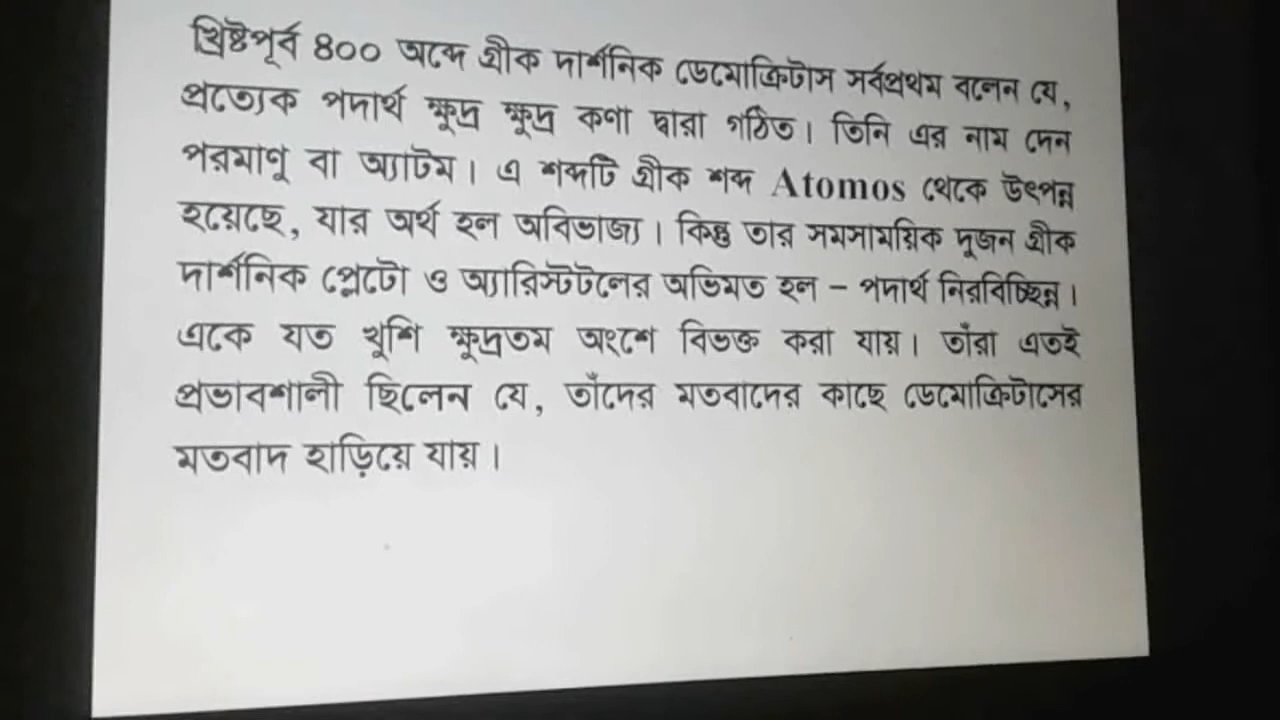 খ্রিষ্টপূর্ব ৪০০ অব্দে গ্রীক দার্শনিক ডেমোক্রিটাস সর্বপ্রথম বলেন যে,
প্রত্যেক পদার্থ ক্ষুদ্র ক্ষুদ্র কণা দ্বারা গঠিত। তিনি এর নাম দেন
পরমাণু বা অ্যাটম। এ শব্দটি গ্রীক শব্দ Atomos থেকে উৎপন্ন
হয়েছে, যার অর্থ হল অবিভাজ্য। কিন্তু তার সমসাময়িক দুজন গ্রীক
দার্শনিক প্লেটো ও অ্যারিস্টটলের অভিমত হল – পদার্থ নিরবিচ্ছিন্ন।
একে যত খুশি ক্ষুদ্রতম অংশে বিভক্ত করা যায়। তাঁরা এতই
প্রভাবশালী ছিলেন যে, তাঁদের মতবাদের কাছে ডেমোক্রিটাসের
মতবাদ হাড়িয়ে যায়।